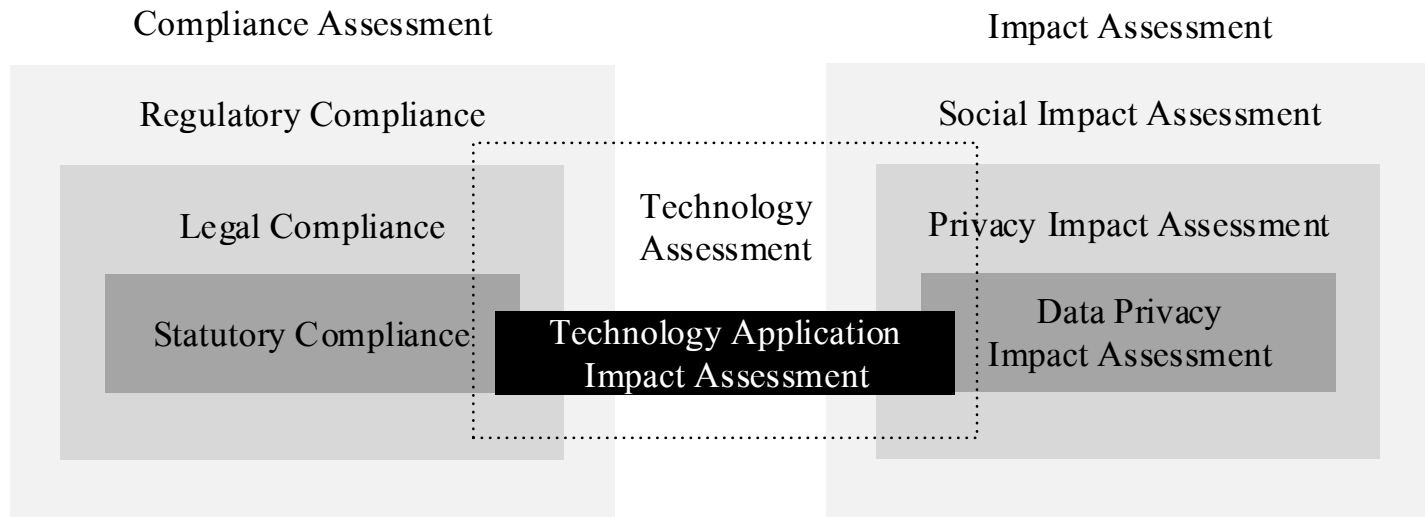 Compliance Assessment
Impact Assessment
Regulatory Compliance
Social Impact Assessment
Technology
Assessment
Legal Compliance
Privacy Impact Assessment
Statutory Compliance
Technology Application
Impact Assessment
Data Privacy
Impact Assessment